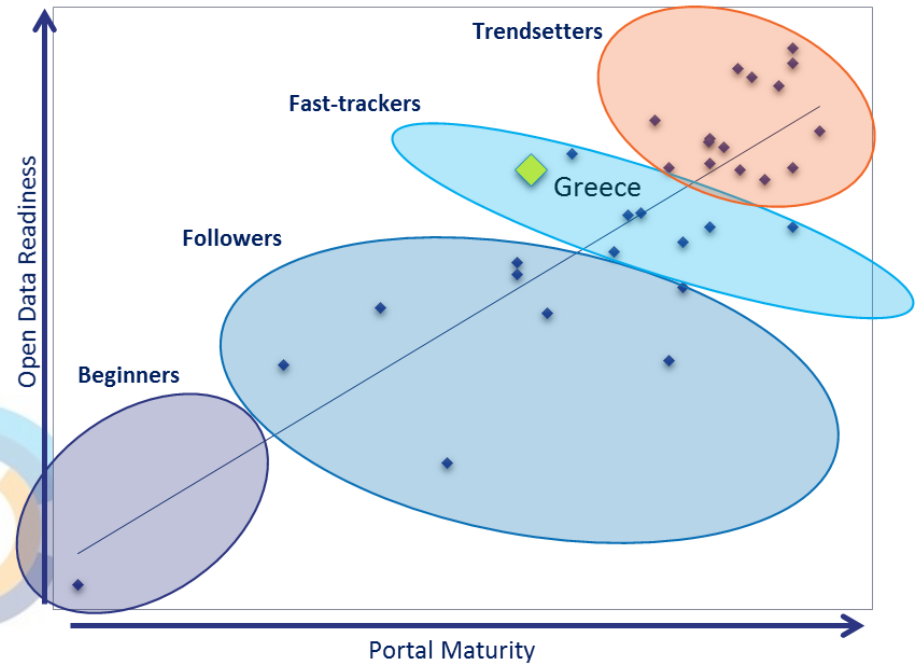 Trendsetters
Fast-trackers
Greece
Followers
Beginners
Open Data Readiness
Portal Maturity